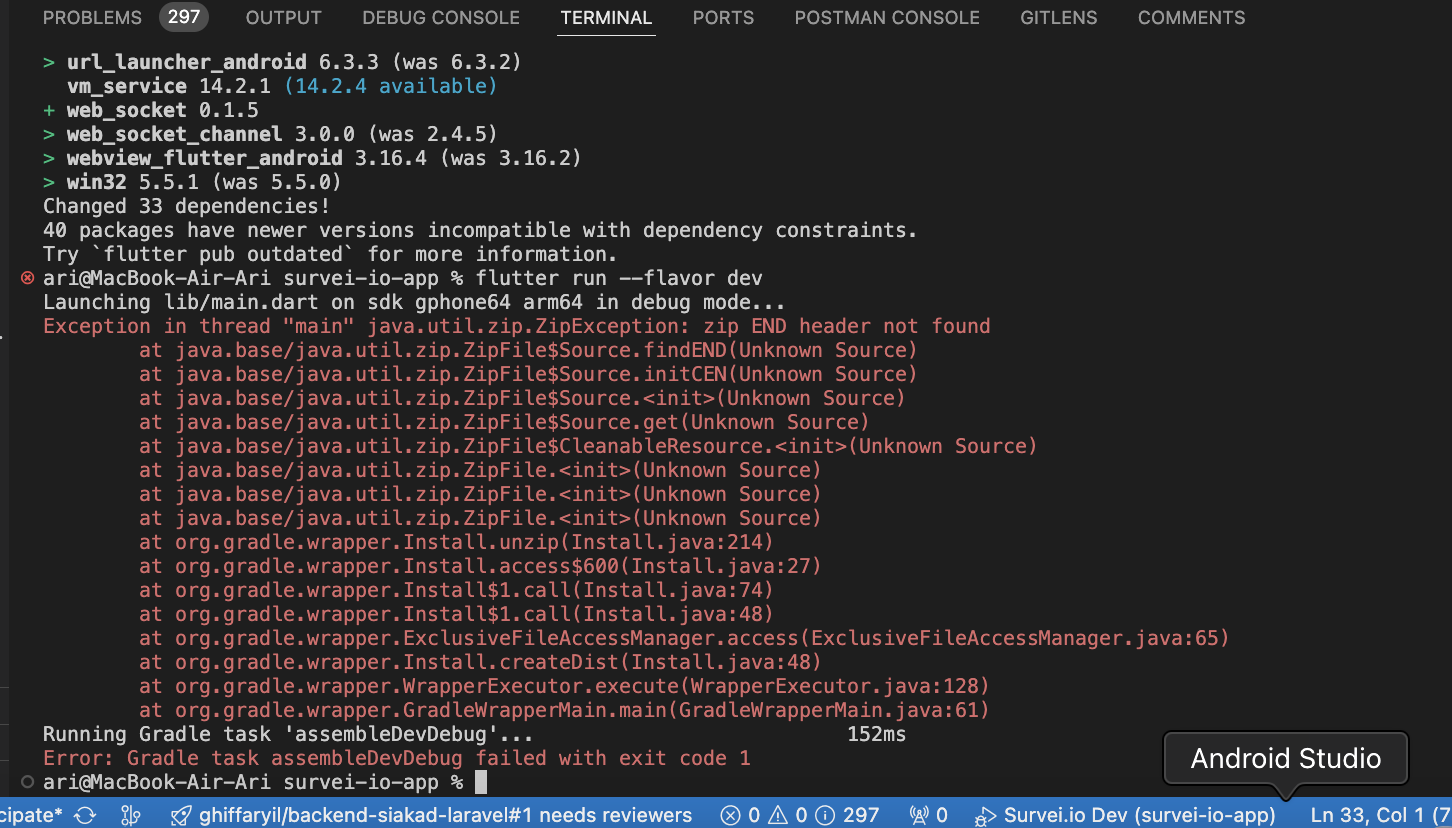 PROBLEMS 297 OUTPUT DEBUG CONSOLE TERMINAL PORTS POSTMAN CONSOLE GITLENS COMMENTS
> url_launcher_android 6.3.3 (was 6.3.2)
vm_service 14.2.1 (14.2.4 available)
+ web_socket 0.1.5
> web_socket_channel 3.0.0 (was 2.4.5)
> webview_flutter_android 3.16.4 (was 3.16.2)
> win32 5.5.1 (was 5.5.0)
Changed 33 dependencies!
40 packages have newer versions incompatible with dependency constraints.
Try `flutter pub outdated` for more information.
ari@MacBook-Air-Ari survei-io-app % flutter run --flavor dev
Launching lib/main.dart on sdk gphone64 arm64 in debug mode...
Exception in thread "main" java.util.zip.ZipException: zip END header not found
at java.base/java.util.zip.ZipFile$Source.findEND(Unknown Source)
at java.base/java.util.zip.ZipFile$Source.initCEN(Unknown Source)
at java.base/java.util.zip.ZipFile$Source.<init>(Unknown Source)
at java.base/java.util.zip.ZipFile$Source.get(Unknown Source)
at java.base/java.util.zip.ZipFile$CleanableResource.<init>(Unknown Source)
at java.base/java.util.zip.ZipFile.<init>(Unknown Source)
at java.base/java.util.zip.ZipFile.<init>(Unknown Source)
at java.base/java.util.zip.ZipFile.<init>(Unknown Source)
at org.gradle.wrapper.Install.unzip(Install.java:214)
at org.gradle.wrapper.Install.access$600(Install.java:27)
at org.gradle.wrapper.Install$1.call(Install.java:74)
at org.gradle.wrapper.Install$1.call(Install.java:48)
at org.gradle.wrapper.ExclusiveFileAccessManager.access(ExclusiveFileAccessManager.java:65)
at org.gradle.wrapper.Install.createDist(Install.java:48)
at org.gradle.wrapper.WrapperExecutor.execute(WrapperExecutor.java:128)
at org.gradle.wrapper.GradleWrapperMain.main(GradleWrapperMain.java:61)
Running Gradle task 'assembleDevDebug'... 152ms
Error: Gradle task assembleDevDebug failed with exit code 1
ari@MacBook-Air-Ari survei-io-app %
Android Studio
cipate* ghiffaryil/backend-siakad-laravel#1 needs reviewers 0 0 297 0 Survei.io Dev (survei-io-app) Ln 33, Col 1 (7